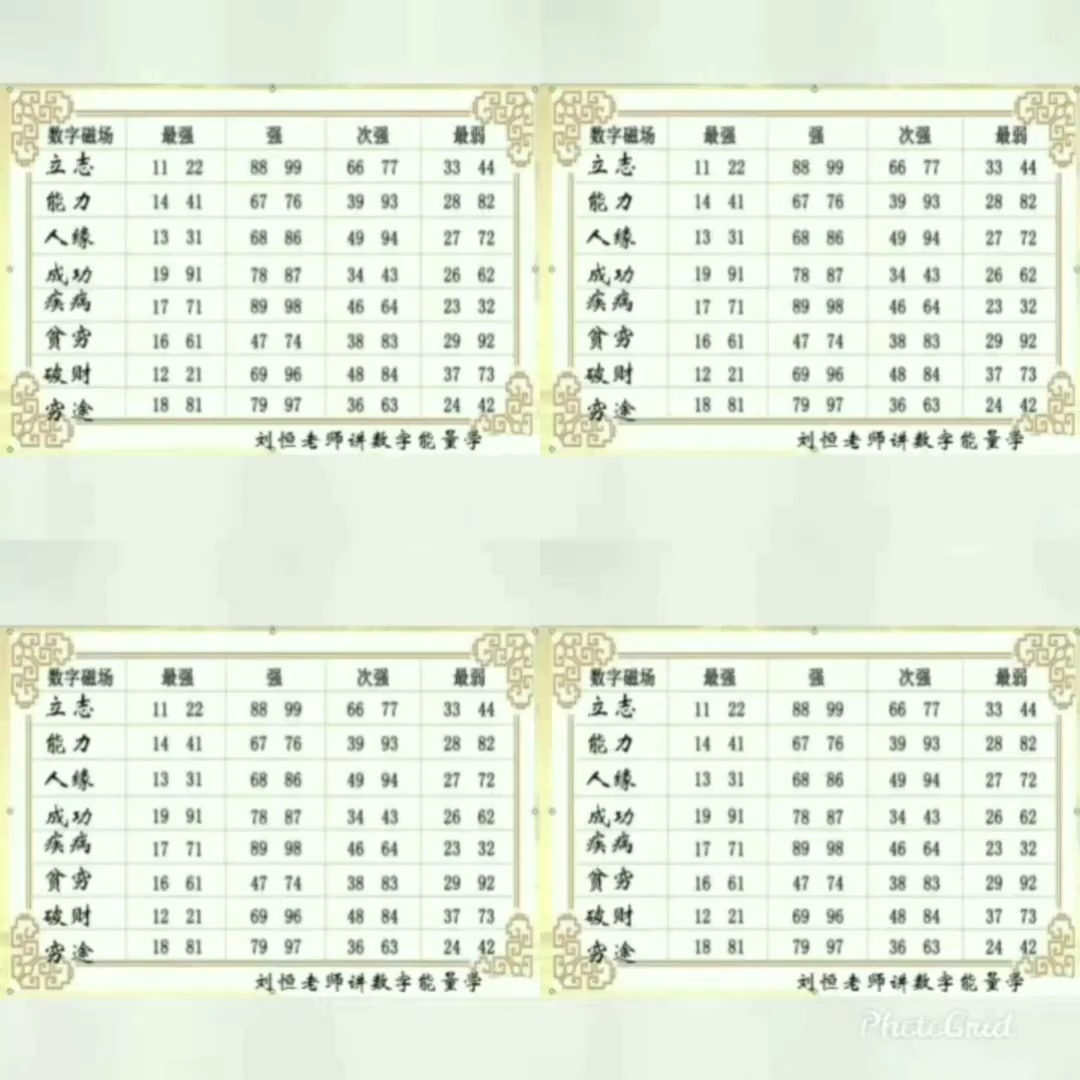 数字磁场 最强 强 次强 最弱
立志 11 22 88 99 66 77 33 44
能力 14 41 67 76 39 93 28 82
人缘 13 31 68 86 49 94 27 72
成功 19 91 78 87 34 43 26 62
疾病 17 71 89 98 46 64 23 32
贫穷 16 61 47 74 38 83 29 92
破财 12 21 69 96 48 84 37 73
穷途 18 81 79 97 36 63 24 42
刘恒老师讲数字能量学
数字磁场 最强 强 次强 最弱
立志 11 22 88 99 66 77 33 44
能力 14 41 67 76 39 93 28 82
人缘 13 31 68 86 49 94 27 72
成功 19 91 78 87 34 43 26 62
疾病 17 71 89 98 46 64 23 32
贫穷 16 61 47 74 38 83 29 92
破财 12 21 69 96 48 84 37 73
穷途 18 81 79 97 36 63 24 42
刘恒老师讲数字能量学
数字磁场 最强 强 次强 最弱
立志 11 22 88 99 66 77 33 44
能力 14 41 67 76 39 93 28 82
人缘 13 31 68 86 49 94 27 72
成功 19 91 78 87 34 43 26 62
疾病 17 71 89 98 46 64 23 32
贫穷 16 61 47 74 38 83 29 92
破财 12 21 69 96 48 84 37 73
穷途 18 81 79 97 36 63 24 42
刘恒老师讲数字能量学
数字磁场 最强 强 次强 最弱
立志 11 22 88 99 66 77 33 44
能力 14 41 67 76 39 93 28 82
人缘 13 31 68 86 49 94 27 72
成功 19 91 78 87 34 43 26 62
疾病 17 71 89 98 46 64 23 32
贫穷 16 61 47 74 38 83 29 92
破财 12 21 69 96 48 84 37 73
穷途 18 81 79 97 36 63 24 42
刘恒老师讲数字能量学
PhotoGrid